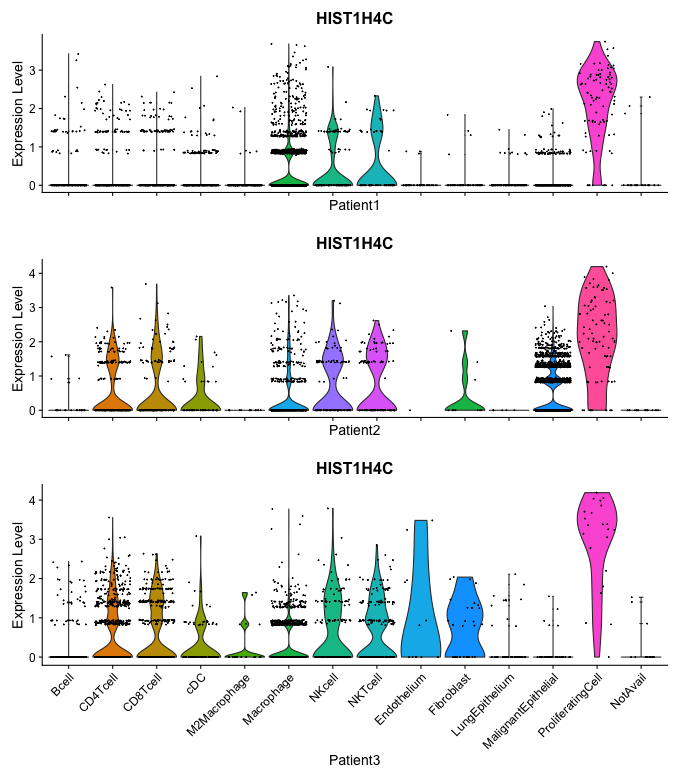 HIST1H4C
Expression Level
3
2
1
0
Patient1
HIST1H4C
Expression Level
4
3
2
1
0
Patient2
HIST1H4C
Expression Level
4
3
2
1
0
Bcell
CD4Tcell
CD8Tcell
cDC
M2Macrophage
Macrophage
NKcell
NKTcell
Endothelium
Fibroblast
LungEpithelium
MalignantEpithelial
ProliferatingCell
NotAvail
Patient3